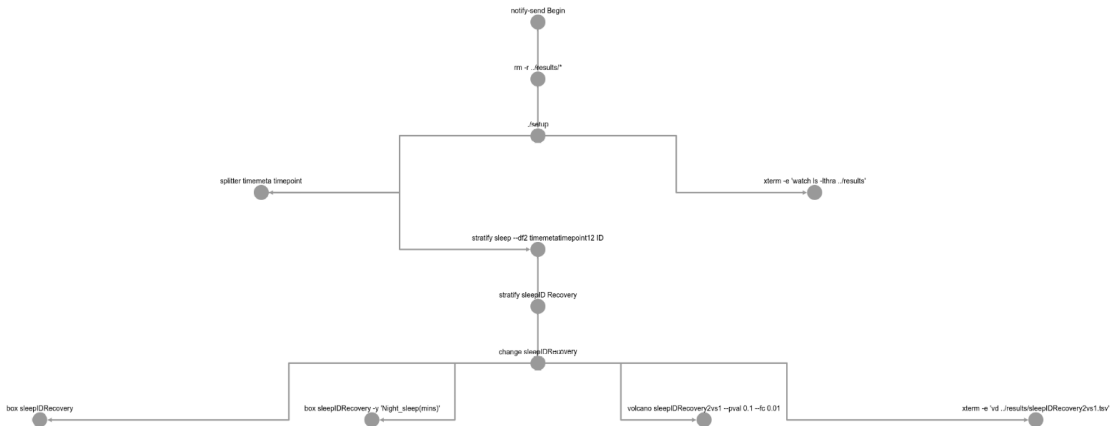 notify-send Begin
rm -r ../results/*
./setup
splitter timemeta timepoint
xterm -e 'watch ls -lthra ../results'
stratify sleep --df2 timemetatimepoint12 ID
stratify sleepID Recovery
change sleepIDRecovery
box sleepIDRecovery
box sleepIDRecovery -y 'Night_sleep(mins)'
volcano sleepIDRecovery2vs1 --pval 0.1 --fc 0.01
xterm -e 'vd ../results/sleepIDRecovery2vs1.tsv'